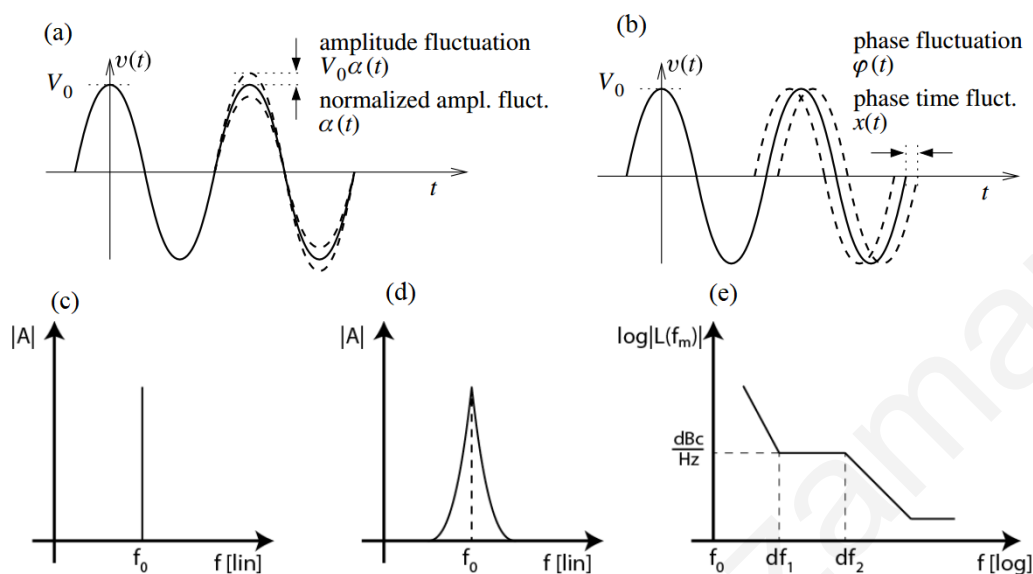 (a)
v(t)
V0
amplitude fluctuation
V0α(t)
normalized ampl. fluct.
α(t)
t
(b)
v(t)
V0
phase fluctuation
φ(t)
phase time fluct.
x(t)
t
(c)
|A|
f0
f [lin]
(d)
|A|
f0
f [lin]
(e)
log|L(fm)|
dBc
Hz
f0
df1
df2
f [log]
zama